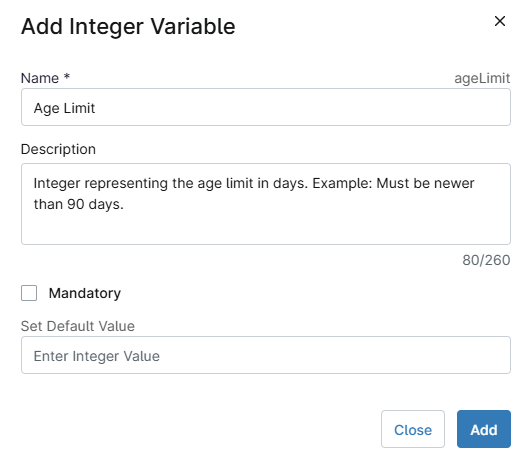 Add Integer Variable
Name * ageLimit
Age Limit
Description
Integer representing the age limit in days. Example: Must be newer
than 90 days.
80/260
Mandatory
Set Default Value
Enter Integer Value
Close Add